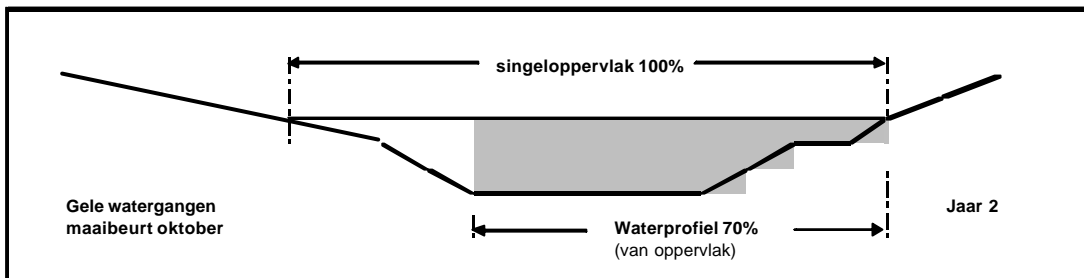 singeloppervlak 100%
Gele watergangen
maaibeurt oktober
Waterprofiel 70%
(van oppervlak)
Jaar 2